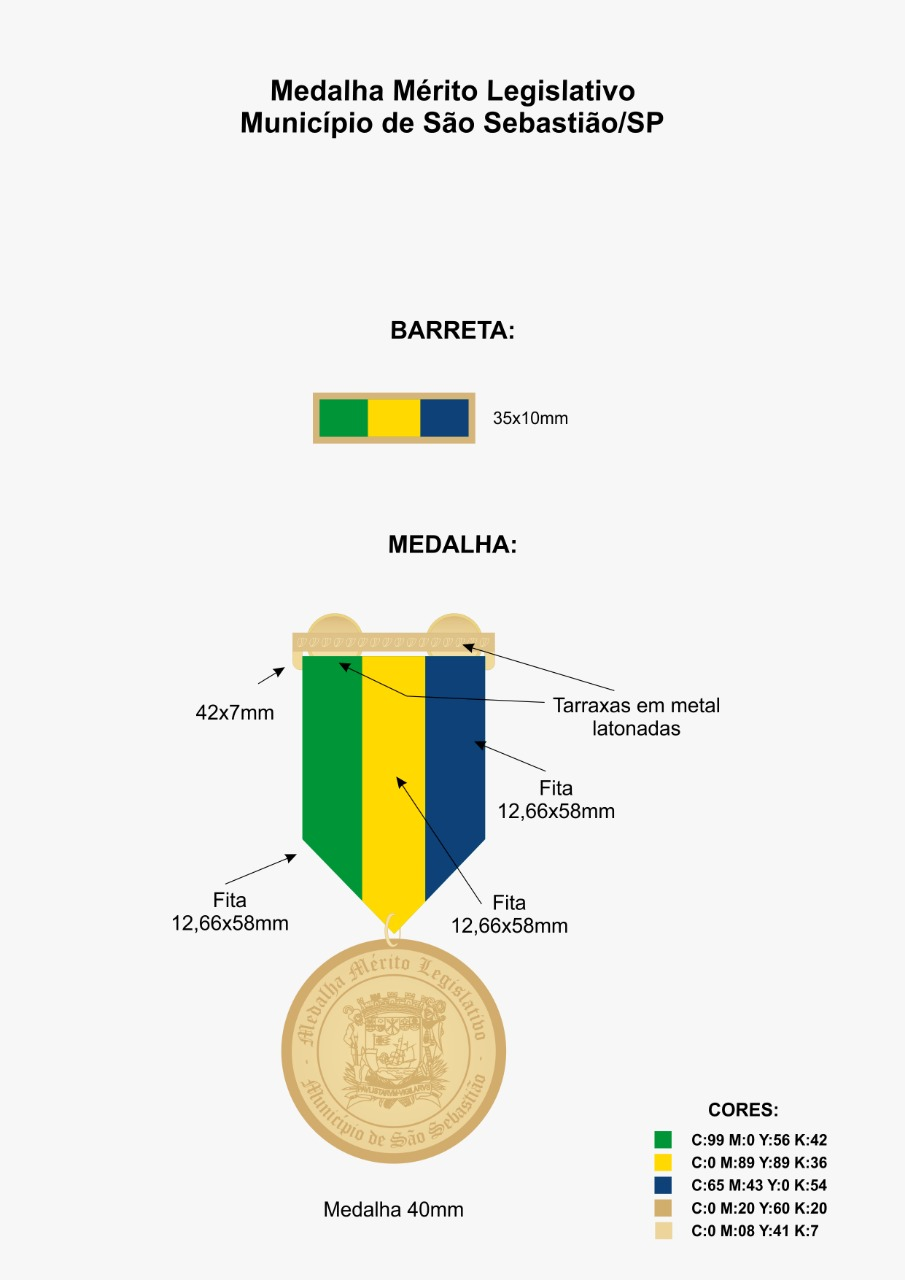 Medalha Mérito Legislativo
Município de São Sebastião/SP
BARRETA:
35x10mm
MEDALHA:
42x7mm
Tarraxas em metal
latonadas
Fita
12,66x58mm
Fita
12,66x58mm
Fita
12,66x58mm
Medalha Mérito Legislativo
Município de São Sebastião
Medalha 40mm
CORES:
C:99 M:0 Y:56 K:42
C:0 M:89 Y:89 K:36
C:65 M:43 Y:0 K:54
C:0 M:20 Y:60 K:20
C:0 M:08 Y:41 K:7